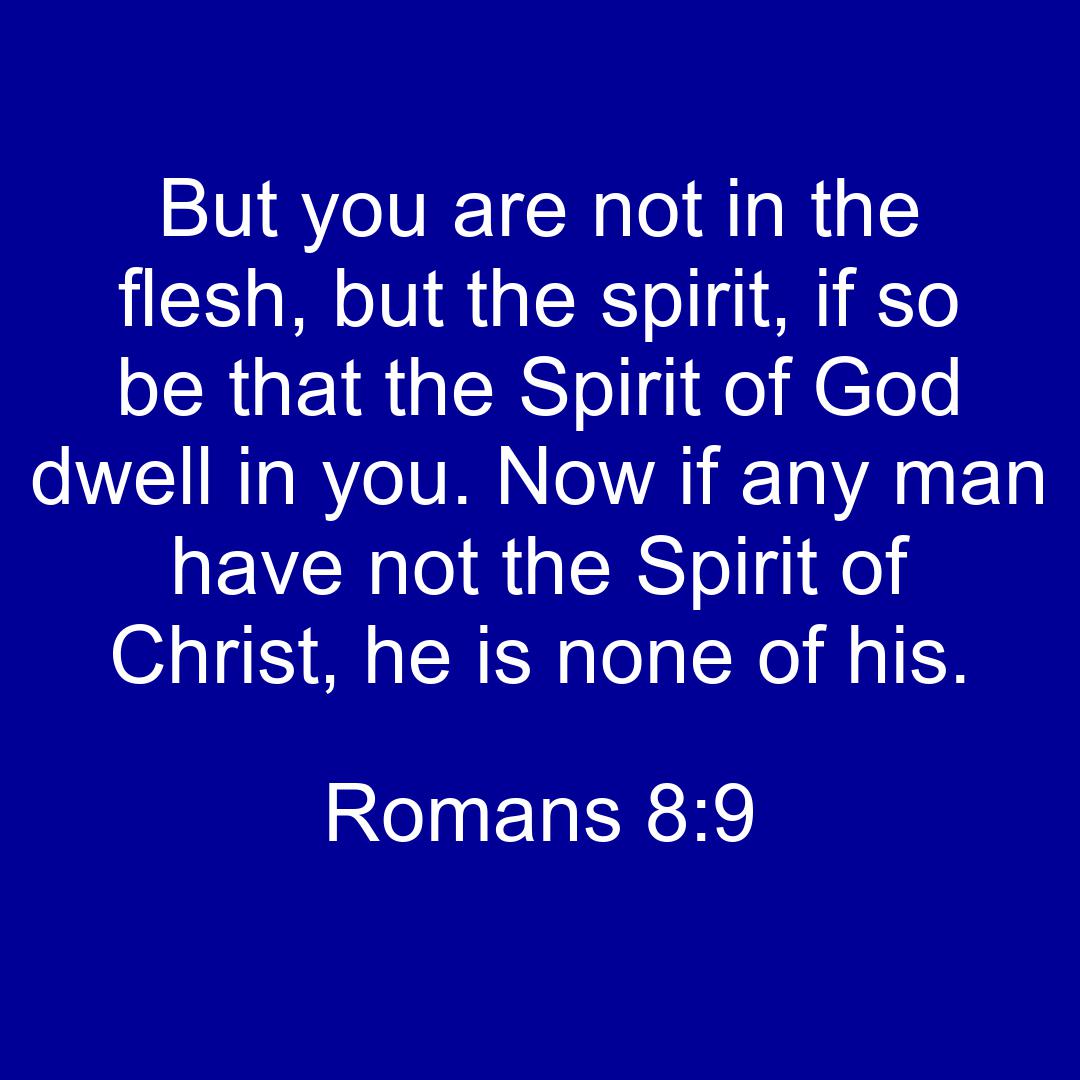 But you are not in the
flesh, but the spirit, if so
be that the Spirit of God
dwell in you. Now if any man
have not the Spirit of
Christ, he is none of his.
Romans 8:9